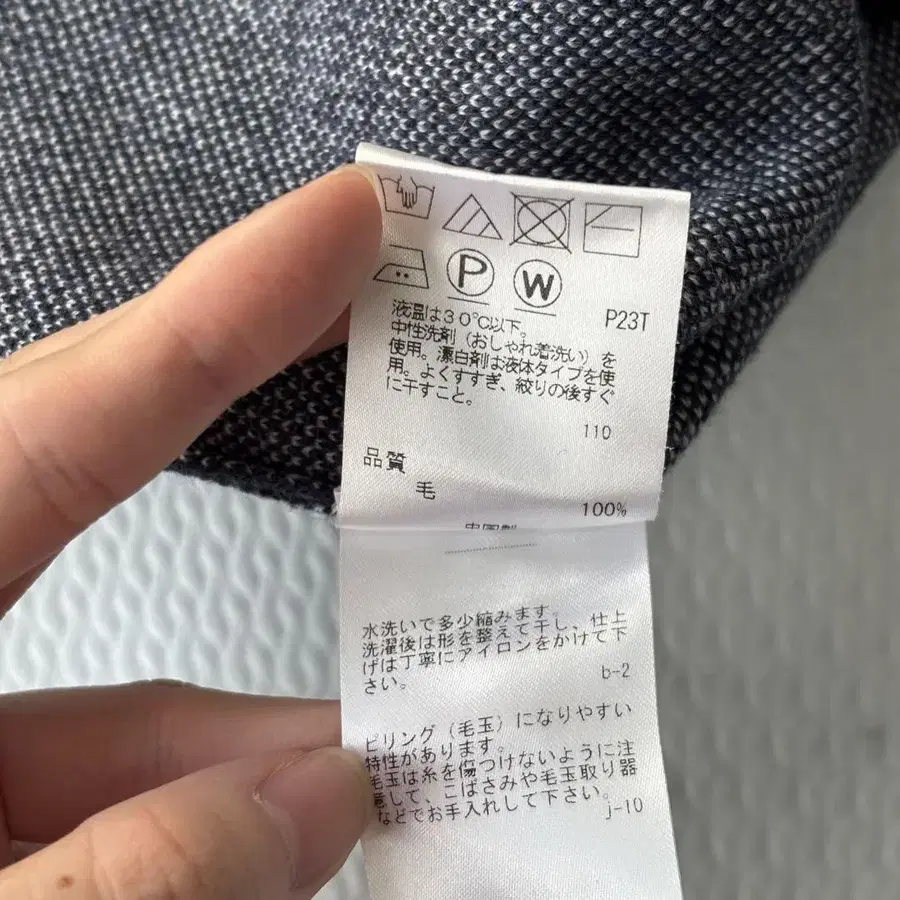 P W
P23T
液温は30℃以下。
中性洗剤（おしゃれ着洗い）を
使用。漂白剤は液体タイプを使
用。よくすすぎ、絞りの後すぐ
に干すこと。
110
品質
毛
100%
中国製
水洗いで多少縮みます。
洗濯後は形を整えて干し、仕上
げは丁寧にアイロンをかけて下
さい。
b-2
ピリング（毛玉）になりやすい
特性があります。
毛玉は糸を傷つけないように注
意して、こばさみや毛玉取り器
などでお手入れして下さい。
j-10